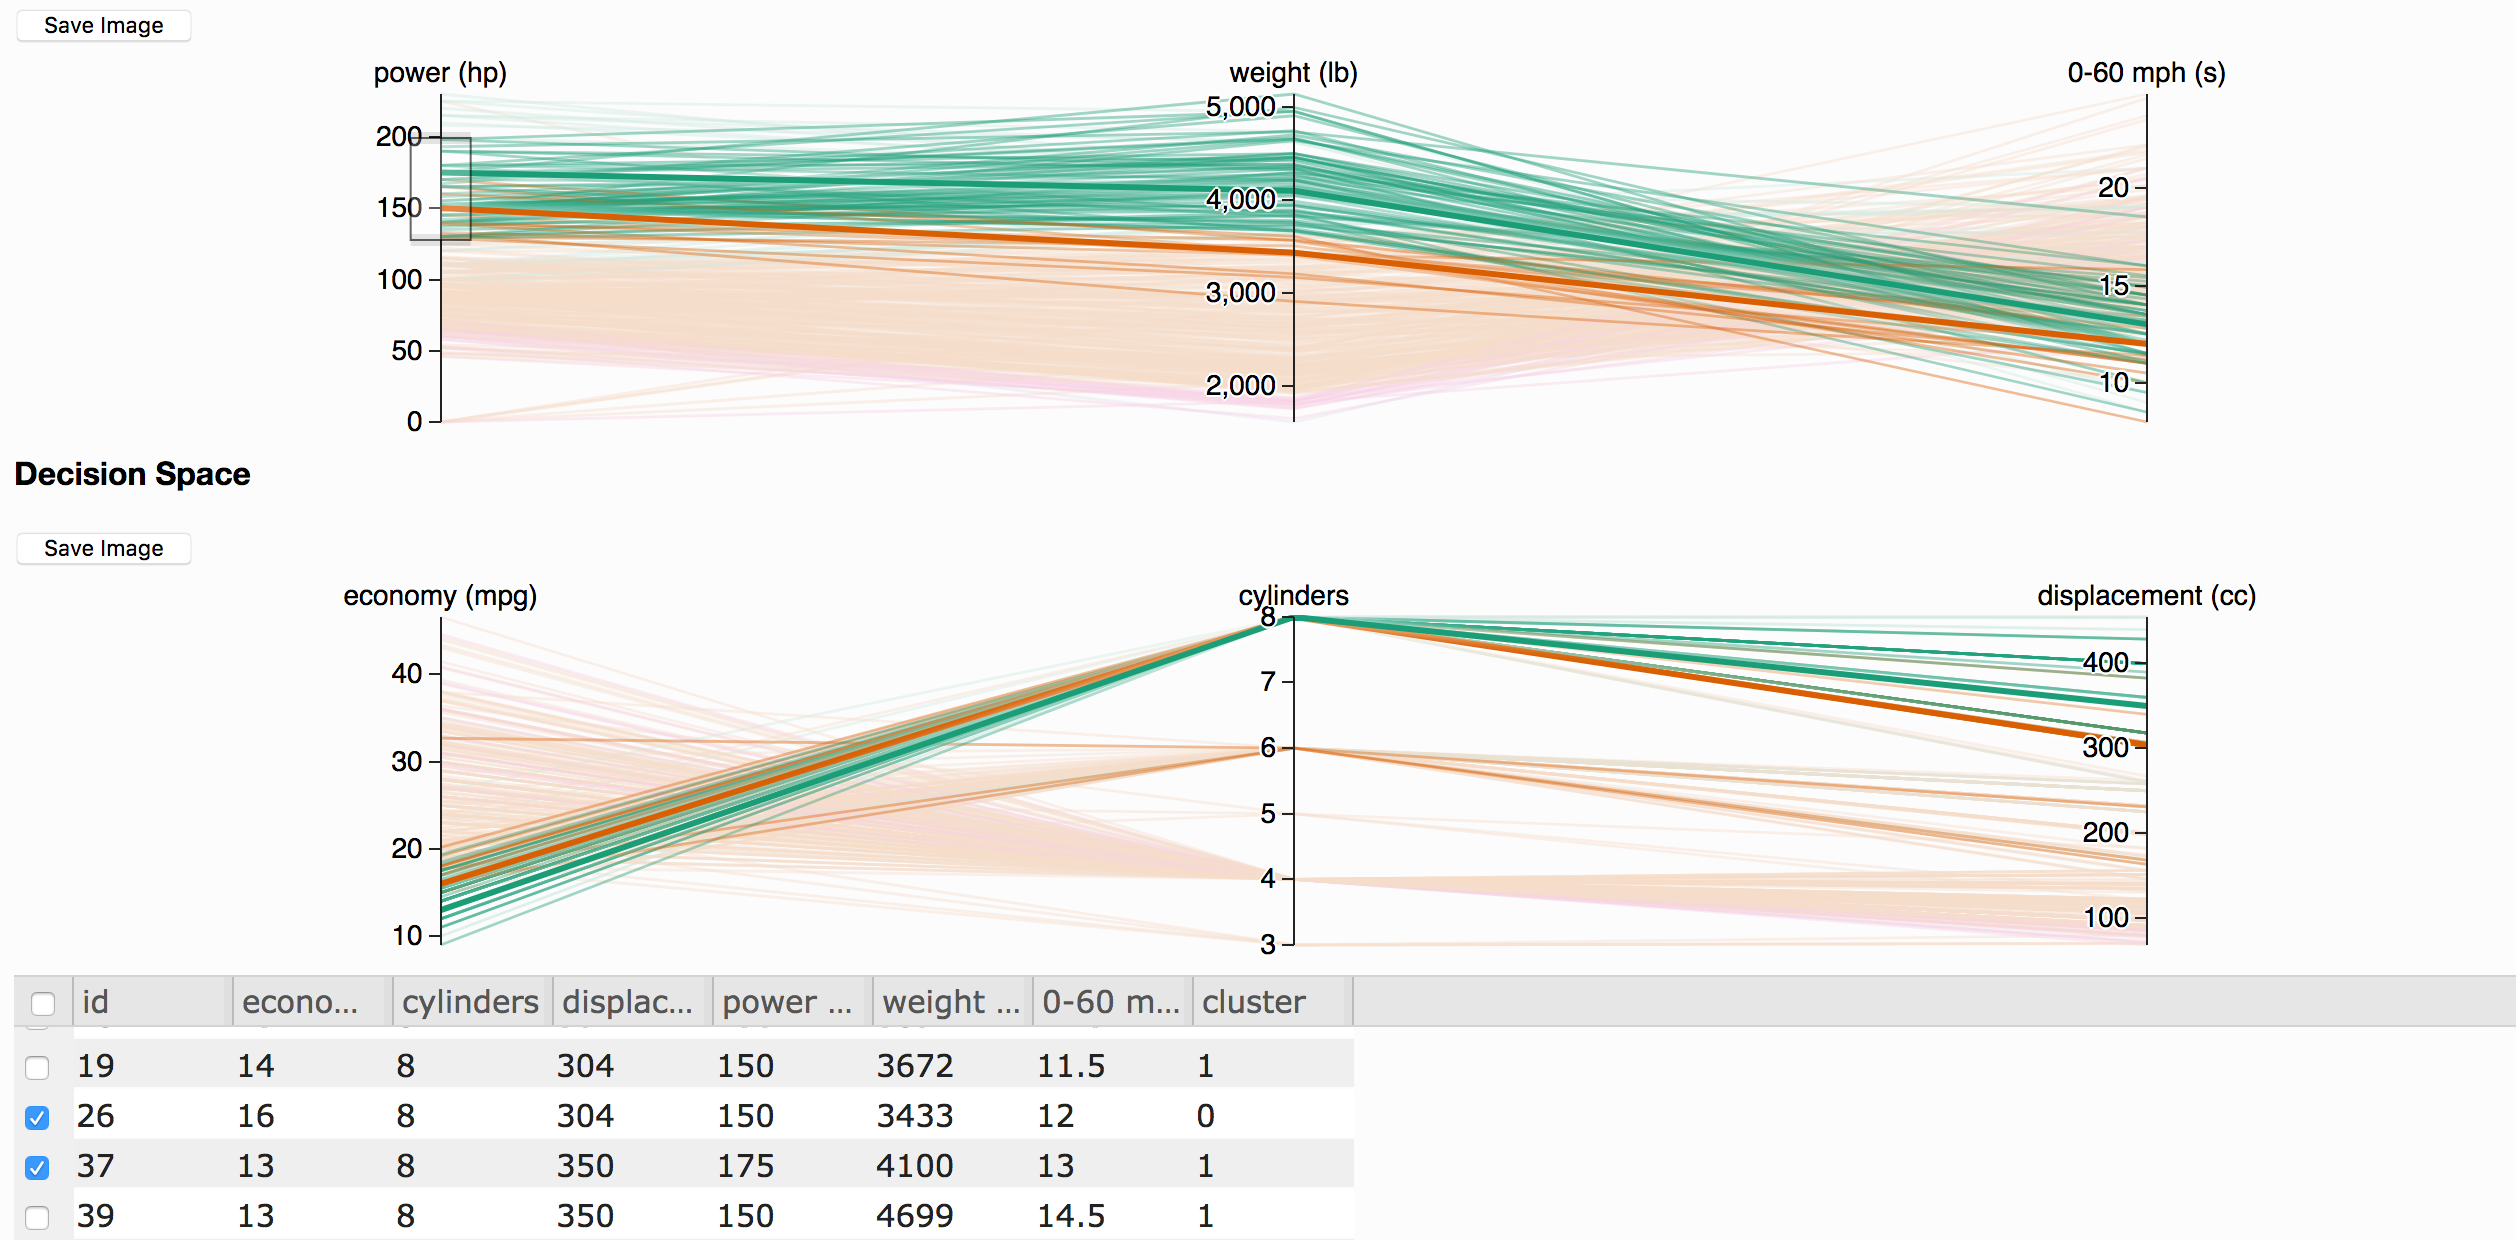 Save Image
power (hp) weight (lb) 0-60 mph (s)
200
150
100
50
0
5,000
4,000
3,000
2,000
20
15
10
Decision Space
Save Image
economy (mpg) cylinders displacement (cc)
40
30
20
10
8
7
6
5
4
3
400
300
200
100
id econo... cylinders displac... power ... weight ... 0-60 m... cluster
19 14 8 304 150 3672 11.5 1
26 16 8 304 150 3433 12 0
37 13 8 350 175 4100 13 1
39 13 8 350 150 4699 14.5 1